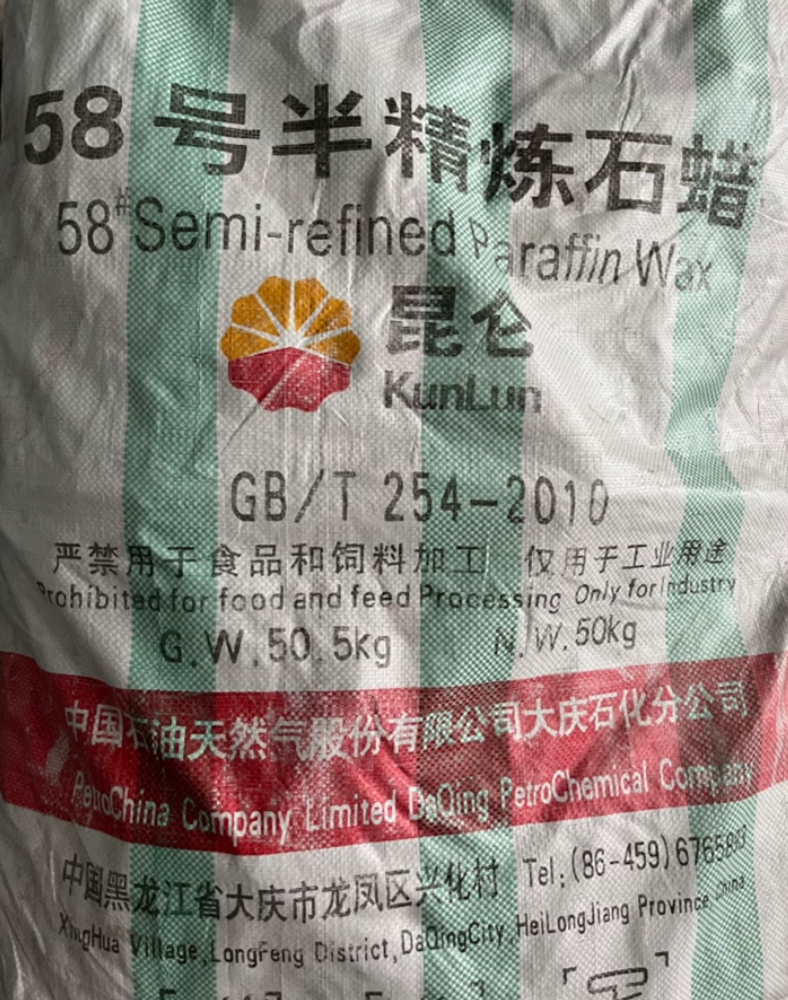 58号半精炼石蜡
58#Semi-refined Paraffin Wax
昆仑
KunLun
GB/T 254-2010
严禁用于食品和饲料加工 仅用于工业用途
Prohibited for food and feed Processing Only for Industry
G.W.50.5kg N.W.50kg
中国石油天然气股份有限公司大庆石化分公司
PetroChina Company Limited DaQing PetroChemical Company
中国黑龙江省大庆市龙凤区兴化村 Tel:(86-459)
XingHua Village,LongFeng District,DaQingCity,HeiLongJiang Province China